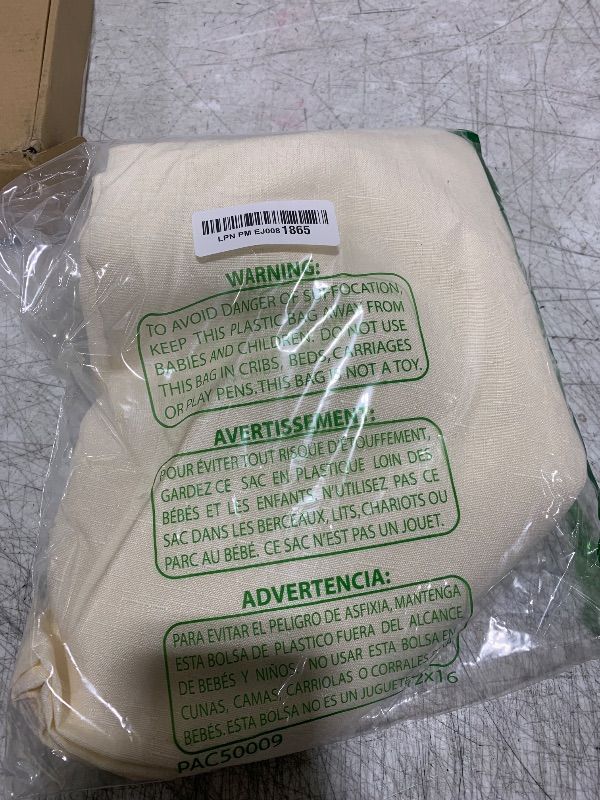 LPN PM EJ008 1865
WARNING:
TO AVOID DANGER OF SUFFOCATION,
KEEP THIS PLASTIC BAG AWAY FROM
BABIES AND CHILDREN. DO NOT USE
THIS BAG IN CRIBS, BEDS, CARRIAGES
OR PLAY PENS. THIS BAG IS NOT A TOY.
AVERTISSEMENT:
POUR ÉVITER TOUT RISQUE D'ÉTOUFFEMENT,
GARDEZ CE SAC EN PLASTIQUE LOIN DES
BÉBÉS ET LES ENFANTS. N'UTILISEZ PAS CE
SAC DANS LES BERCEAUX, LITS, CHARIOTS OU
PARC AU BÉBÉ. CE SAC N'EST PAS UN JOUET.
ADVERTENCIA:
PARA EVITAR EL PELIGRO DE ASFIXIA, MANTENGA
ESTA BOLSA DE PLASTICO FUERA DEL ALCANCE
DE BEBÉS Y NIÑOS. NO USAR ESTA BOLSA EN
CUNAS, CAMAS, CARRIOLAS O CORRALES
BEBÉS. ESTA BOLSA NO ES UN JUGUETE
2X16
PAC50009